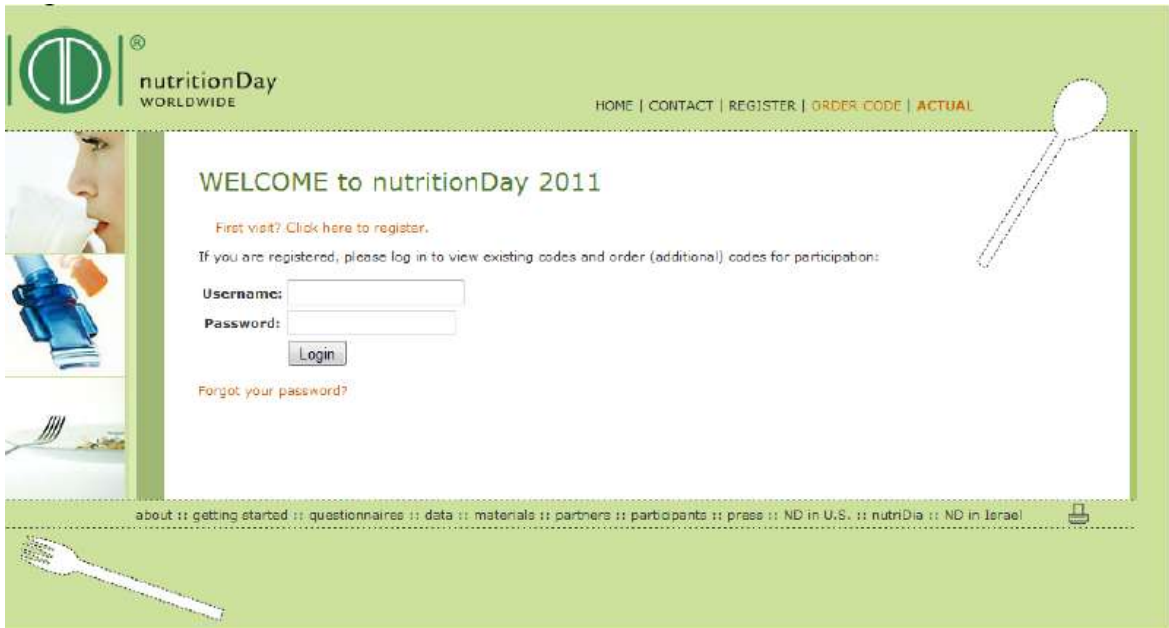 ®
nutritionDay
WORLDWIDE
HOME | CONTACT | REGISTER | ORDER CODE | ACTUAL
WELCOME to nutritionDay 2011
First visit? Click here to register.
If you are registered, please log in to view existing codes and order (additional) codes for participation:
Username:
Password:
Login
Forgot your password?
about :: getting started :: questionnaires :: data :: materials :: partners :: participants :: press :: ND in U.S. :: nutriDia :: ND in Israel